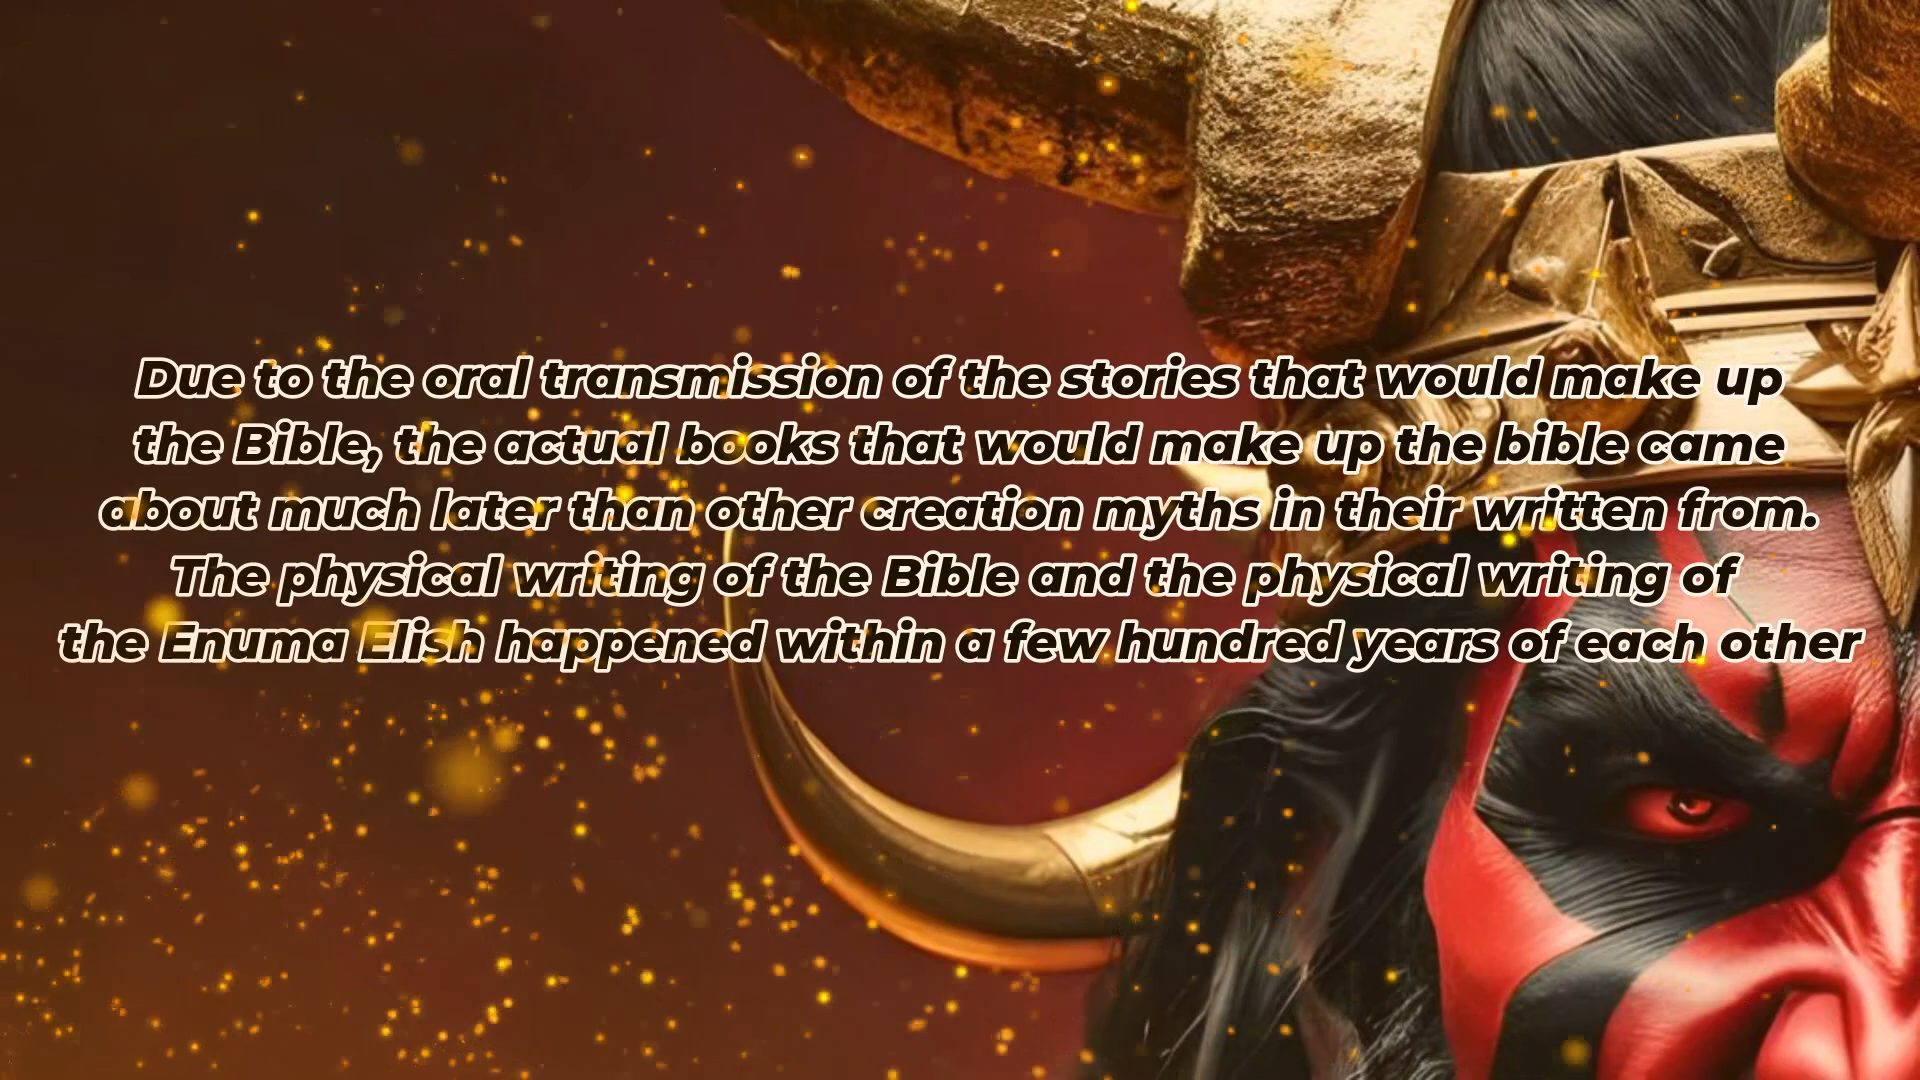 Due to the oral transmission of the stories that would make up
the Bible, the actual books that would make up the bible came
about much later than other creation myths in their written from.
The physical writing of the Bible and the physical writing of
the Enuma Elish happened within a few hundred years of each other